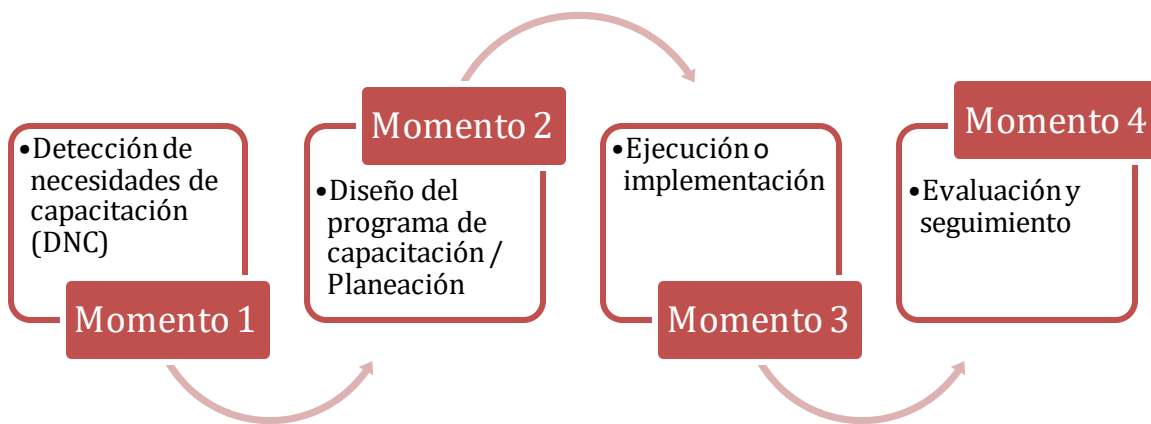 •Detección de
necesidades de
capacitación
(DNC)
Momento 1
Momento 2
•Diseño del
programa de
capacitación /
Planeación
•Ejecución o
implementación
Momento 3
Momento 4
•Evaluación y
seguimiento